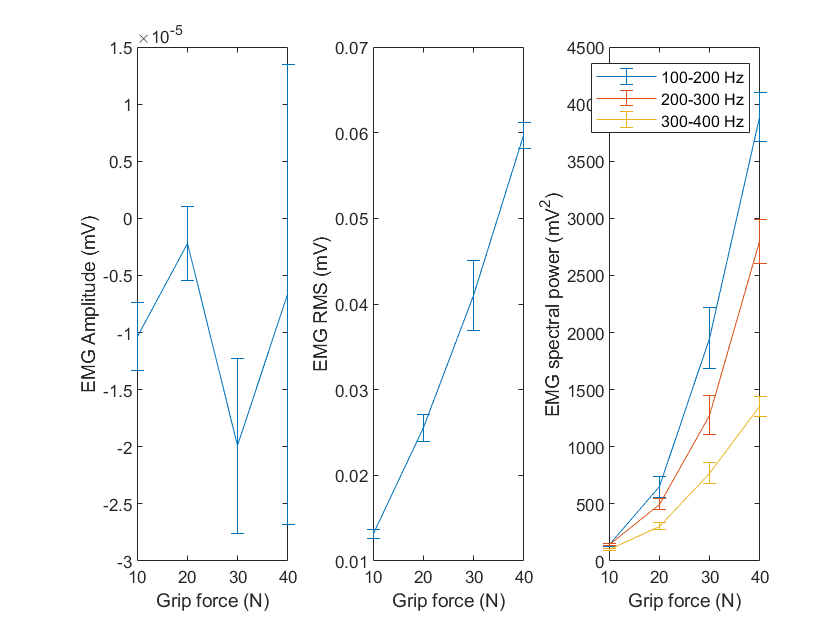 ×10-5
1.5
1
0.5
0
-0.5
-1
-1.5
-2
-2.5
-3
10 20 30 40
Grip force (N)
EMG Amplitude (mV)
0.07
0.06
0.05
0.04
0.03
0.02
0.01
10 20 30 40
Grip force (N)
EMG RMS (mV)
4500
4000
3500
3000
2500
2000
1500
1000
500
0
10 20 30 40
Grip force (N)
EMG spectral power (mV2)
100-200 Hz
200-300 Hz
300-400 Hz